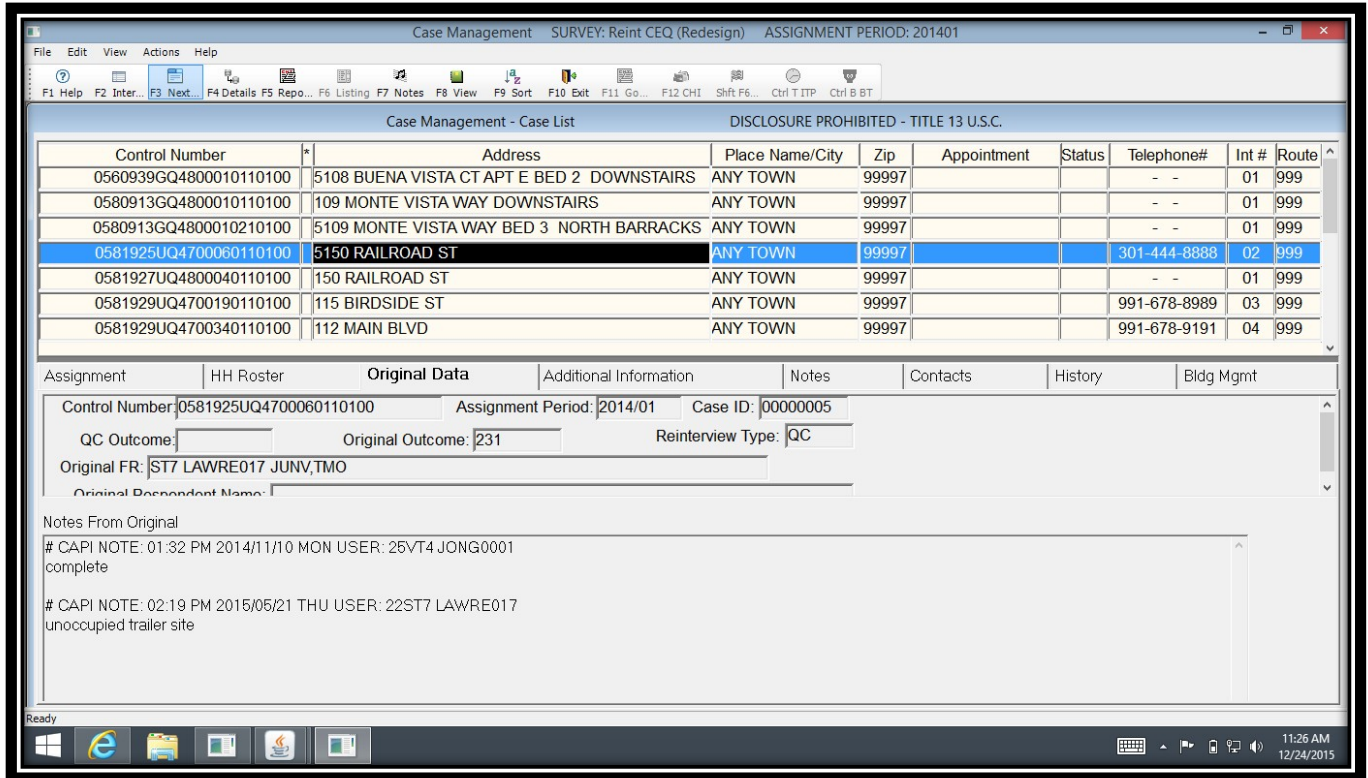 Case Management SURVEY: Reint CEQ (Redesign) ASSIGNMENT PERIOD: 201401
File Edit View Actions Help
F1 Help F2 Inter... F3 Next... F4 Details F5 Repo... F6 Listing F7 Notes F8 View F9 Sort F10 Exit F11 Go... F12 CHI Shft F6... Ctrl T ITP Ctrl B BT
Case Management - Case List DISCLOSURE PROHIBITED - TITLE 13 U.S.C.
Control Number * Address Place Name/City Zip Appointment Status Telephone# Int # Route
0560939GQ4800010110100 5108 BUENA VISTA CT APT E BED 2 DOWNSTAIRS ANY TOWN 99997 - - 01 999
0580913GQ4800010110100 109 MONTE VISTA WAY DOWNSTAIRS ANY TOWN 99997 - - 01 999
0580913GQ4800010210100 5109 MONTE VISTA WAY BED 3 NORTH BARRACKS ANY TOWN 99997 - - 01 999
0581925UQ4700060110100 5150 RAILROAD ST ANY TOWN 99997 301-444-8888 02 999
0581927UQ4800040110100 150 RAILROAD ST ANY TOWN 99997 - - 01 999
0581929UQ4700190110100 115 BIRDSIDE ST ANY TOWN 99997 991-678-8989 03 999
0581929UQ4700340110100 112 MAIN BLVD ANY TOWN 99997 991-678-9191 04 999
Assignment HH Roster Original Data Additional Information Notes Contacts History Bldg Mgmt
Control Number: 0581925UQ4700060110100 Assignment Period: 2014/01 Case ID: 00000005
QC Outcome: Original Outcome: 231 Reinterview Type: QC
Original FR: ST7 LAWRE017 JUNV,TMO
Original Respondent Name:
Notes From Original
# CAPI NOTE: 01:32 PM 2014/11/10 MON USER: 25VT4 JONG0001
complete
# CAPI NOTE: 02:19 PM 2015/05/21 THU USER: 22ST7 LAWRE017
unoccupied trailer site
Ready
11:26 AM
12/24/2015